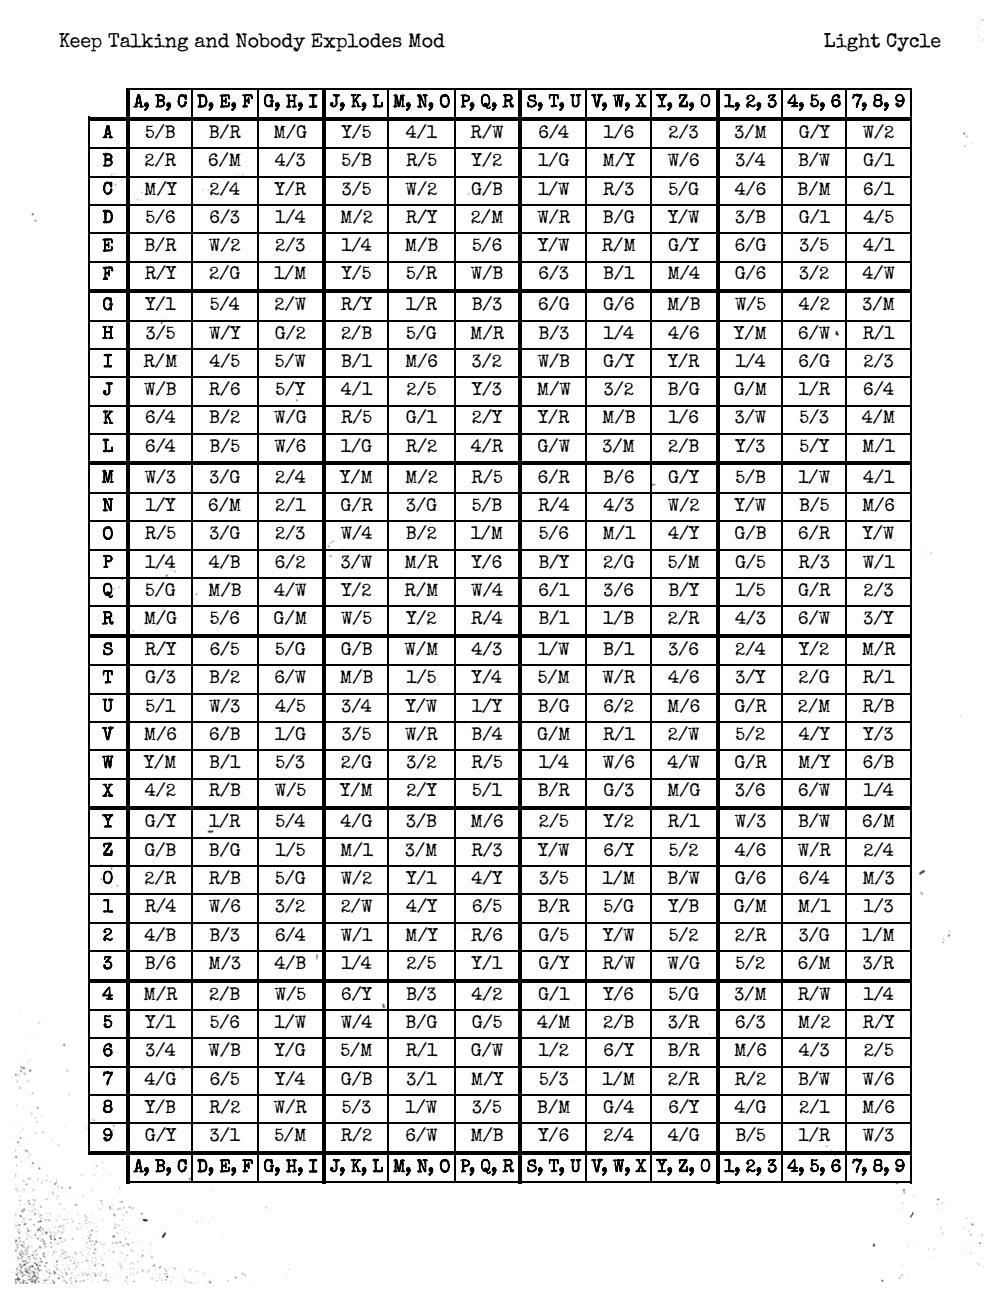 Keep Talking and Nobody Explodes Mod Light Cycle
A, B, C D, E, F G, H, I J, K, L M, N, O P, Q, R S, T, U V, W, X Y, Z, 0 1, 2, 3 4, 5, 6 7, 8, 9
A 5/B B/R M/G Y/5 4/1 R/W 6/4 1/6 2/3 3/M G/Y W/2
B 2/R 6/M 4/3 5/B R/5 Y/2 1/G M/Y W/6 3/4 B/W G/1
C M/Y 2/4 Y/R 3/5 W/2 G/B 1/W R/3 5/G 4/6 B/M 6/1
D 5/6 6/3 1/4 M/2 R/Y 2/M W/R B/G Y/W 3/B G/1 4/5
E B/R W/2 2/3 1/4 M/B 5/6 Y/W R/M G/Y 6/G 3/5 4/1
F R/Y 2/G 1/M Y/5 5/R W/B 6/3 B/1 M/4 G/6 3/2 4/W
G Y/1 5/4 2/W R/Y 1/R B/3 6/G G/6 M/B W/5 4/2 3/M
H 3/5 W/Y G/2 2/B 5/G M/R B/3 1/4 4/6 Y/M 6/W R/1
I R/M 4/5 5/W B/1 M/6 3/2 W/B G/Y Y/R 1/4 6/G 2/3
J W/B R/6 5/Y 4/1 2/5 Y/3 M/W 3/2 B/G G/M 1/R 6/4
K 6/4 B/2 W/G R/5 G/1 2/Y Y/R M/B 1/6 3/W 5/3 4/M
L 6/4 B/5 W/6 1/G R/2 4/R G/W 3/M 2/B Y/3 5/Y M/1
M W/3 3/G 2/4 Y/M M/2 R/5 6/R B/6 G/Y 5/B 1/W 4/1
N 1/Y 6/M 2/1 G/R 3/G 5/B R/4 4/3 W/2 Y/W B/5 M/6
O R/5 3/G 2/3 W/4 B/2 1/M 5/6 M/1 4/Y G/B 6/R Y/W
P 1/4 4/B 6/2 3/W M/R Y/6 B/Y 2/G 5/M G/5 R/3 W/1
Q 5/G M/B 4/W Y/2 R/M W/4 6/1 3/6 B/Y 1/5 G/R 2/3
R M/G 5/6 G/M W/5 Y/2 R/4 B/1 1/B 2/R 4/3 6/W 3/Y
S R/Y 6/5 5/G G/B W/M 4/3 1/W B/1 3/6 2/4 Y/2 M/R
T G/3 B/2 6/W M/B 1/5 Y/4 5/M W/R 4/6 3/Y 2/G R/1
U 5/1 W/3 4/5 3/4 Y/W 1/Y B/G 6/2 M/6 G/R 2/M R/B
V M/6 6/B 1/G 3/5 W/R B/4 G/M R/1 2/W 5/2 4/Y Y/3
W Y/M B/1 5/3 2/G 3/2 R/5 1/4 W/6 4/W G/R M/Y 6/B
X 4/2 R/B W/5 Y/M 2/Y 5/1 B/R G/3 M/G 3/6 6/W 1/4
Y G/Y 1/R 5/4 4/G 3/B M/6 2/5 Y/2 R/1 W/3 B/W 6/M
Z G/B B/G 1/5 M/1 3/M R/3 Y/W 6/Y 5/2 4/6 W/R 2/4
0 2/R R/B 5/G W/2 Y/1 4/Y 3/5 1/M B/W G/6 6/4 M/3
1 R/4 W/6 3/2 2/W 4/Y 6/5 B/R 5/G Y/B G/M M/1 1/3
2 4/B B/3 6/4 W/1 M/Y R/6 G/5 Y/W 5/2 2/R 3/G 1/M
3 B/6 M/3 4/B 1/4 2/5 Y/1 G/Y R/W W/G 5/2 6/M 3/R
4 M/R 2/B W/5 6/Y B/3 4/2 G/1 Y/6 5/G 3/M R/W 1/4
5 Y/1 5/6 1/W W/4 B/G G/5 4/M 2/B 3/R 6/3 M/2 R/Y
6 3/4 W/B Y/G 5/M R/1 G/W 1/2 6/Y B/R M/6 4/3 2/5
7 4/G 6/5 Y/4 G/B 3/1 M/Y 5/3 1/M 2/R R/2 B/W W/6
8 Y/B R/2 W/R 5/3 1/W 3/5 B/M G/4 6/Y 4/G 2/1 M/6
9 G/Y 3/1 5/M R/2 6/W M/B Y/6 2/4 4/G B/5 1/R W/3
A, B, C D, E, F G, H, I J, K, L M, N, O P, Q, R S, T, U V, W, X Y, Z, 0 1, 2, 3 4, 5, 6 7, 8, 9